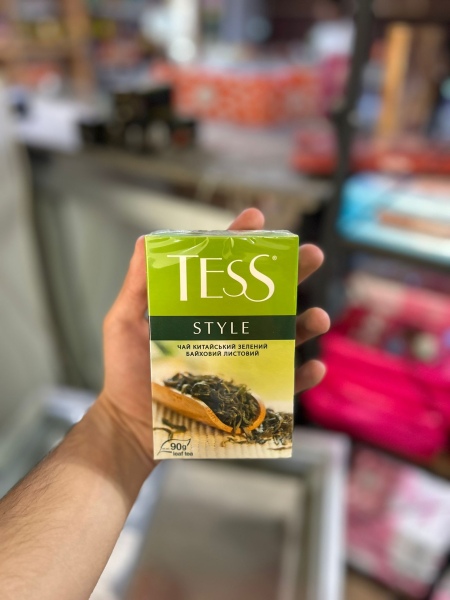 TESS®
STYLE
ЧАЙ КИТАЙСЬКИЙ ЗЕЛЕНИЙ
БАЙХОВИЙ ЛИСТОВИЙ
90g
leaf tea